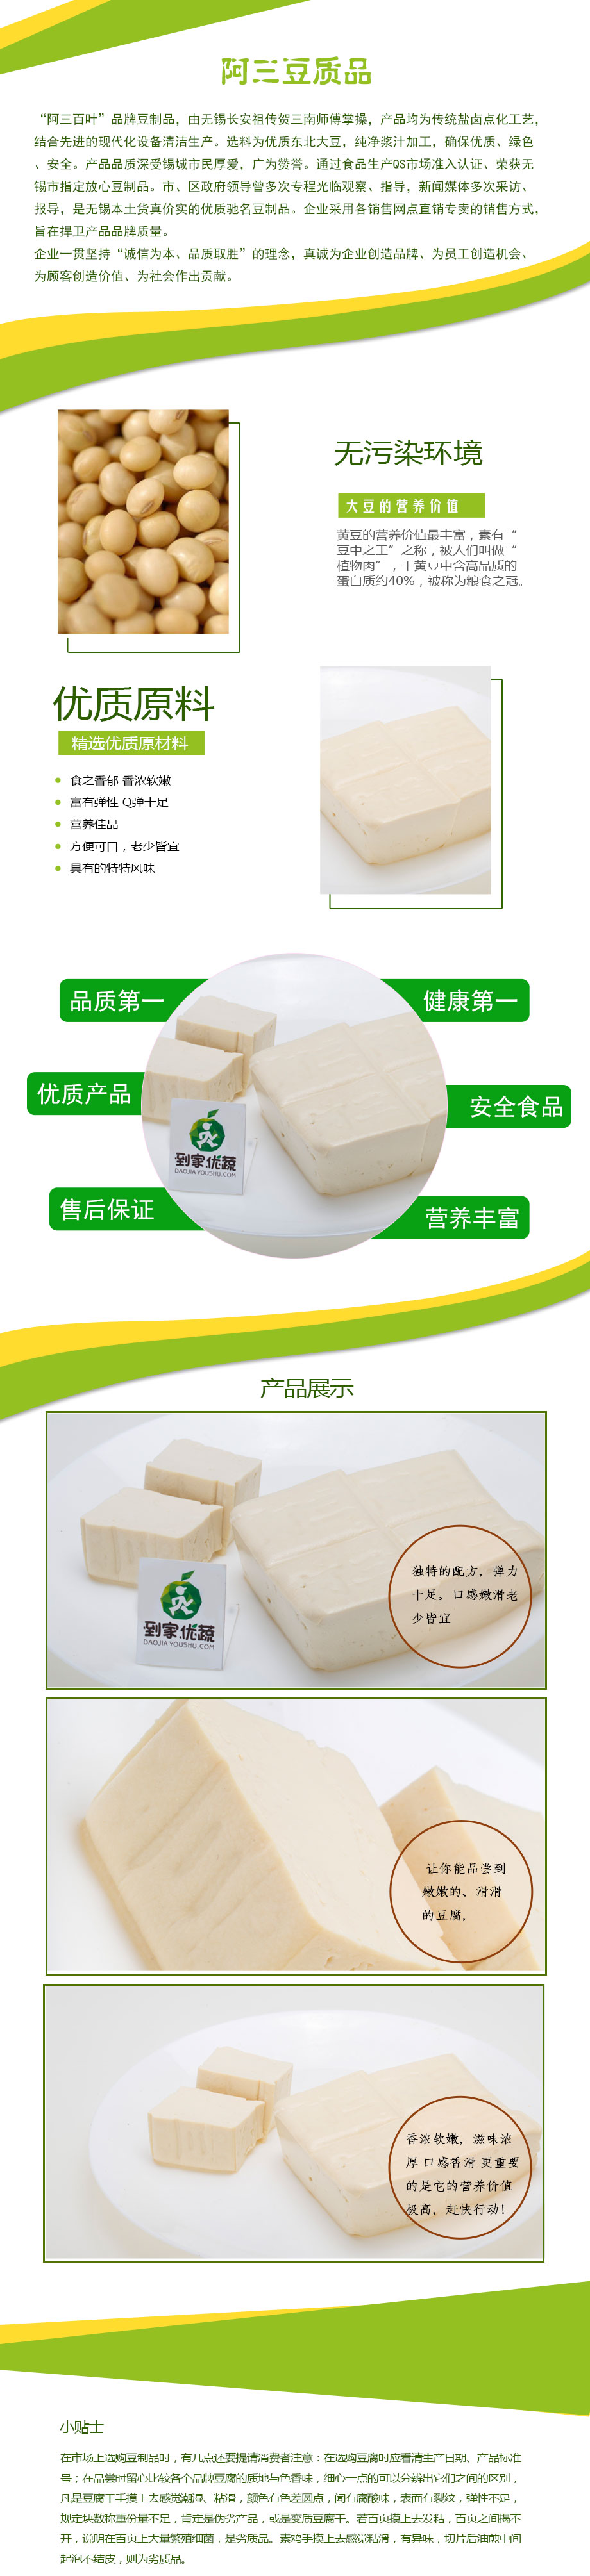 阿三豆质品
“阿三百叶”品牌豆制品，由无锡长安祖传贺三南师傅掌操，产品均为传统盐卤点化工艺，
结合先进的现代化设备清洁生产。选料为优质东北大豆，纯净浆汁加工，确保优质、绿色
、安全。产品品质深受锡城市民厚爱，广为赞誉。通过食品生产QS市场准入认证、荣获无
锡市指定放心豆制品。市、区政府领导曾多次专程光临观察、指导，新闻媒体多次采访、
报导，是无锡本土货真价实的优质驰名豆制品。企业采用各销售网点直销专卖的销售方式，
旨在捍卫产品品牌质量。
企业一贯坚持“诚信为本、品质取胜”的理念，真诚为企业创造品牌、为员工创造机会、
为顾客创造价值、为社会作出贡献。
无污染环境
大豆的营养价值
黄豆的营养价值最丰富，素有“
豆中之王”之称，被人们叫做“
植物肉”，干黄豆中含高品质的
蛋白质约40%，被称为粮食之冠。
优质原料
精选优质原材料
食之香郁 香浓软嫩
富有弹性 Q弹十足
营养佳品
方便可口，老少皆宜
具有的特特风味
品质第一
健康第一
优质产品
安全食品
到家优蔬
DAOJIA YOUSHU.COM
售后保证
营养丰富
产品展示
独特的配方，弹力
十足。口感嫩滑老
少皆宜
到家优蔬
DAOJIA YOUSHU.COM
让你能品尝到
嫩嫩的、滑滑
的豆腐，
香浓软嫩，滋味浓
厚 口感香滑 更重要
的是它的营养价值
极高，赶快行动！
小贴士
在市场上选购豆制品时，有几点还要提请消费者注意：在选购豆腐时应看清生产日期、产品标准
号；在品尝时留心比较各个品牌豆腐的质地与色香味，细心一点的可以分辨出它们之间的区别，
凡是豆腐干手摸上去感觉潮湿、粘滑，颜色有色差圆点，闻有腐酸味，表面有裂纹，弹性不足，
规定块数称重份量不足，肯定是伪劣产品，或是变质豆腐干。若百页摸上去发粘，百页之间揭不
开，说明在百页上大量繁殖细菌，是劣质品。素鸡手摸上去感觉粘滑，有异味，切片后油煎中间
起泡不结皮，则为劣质品。